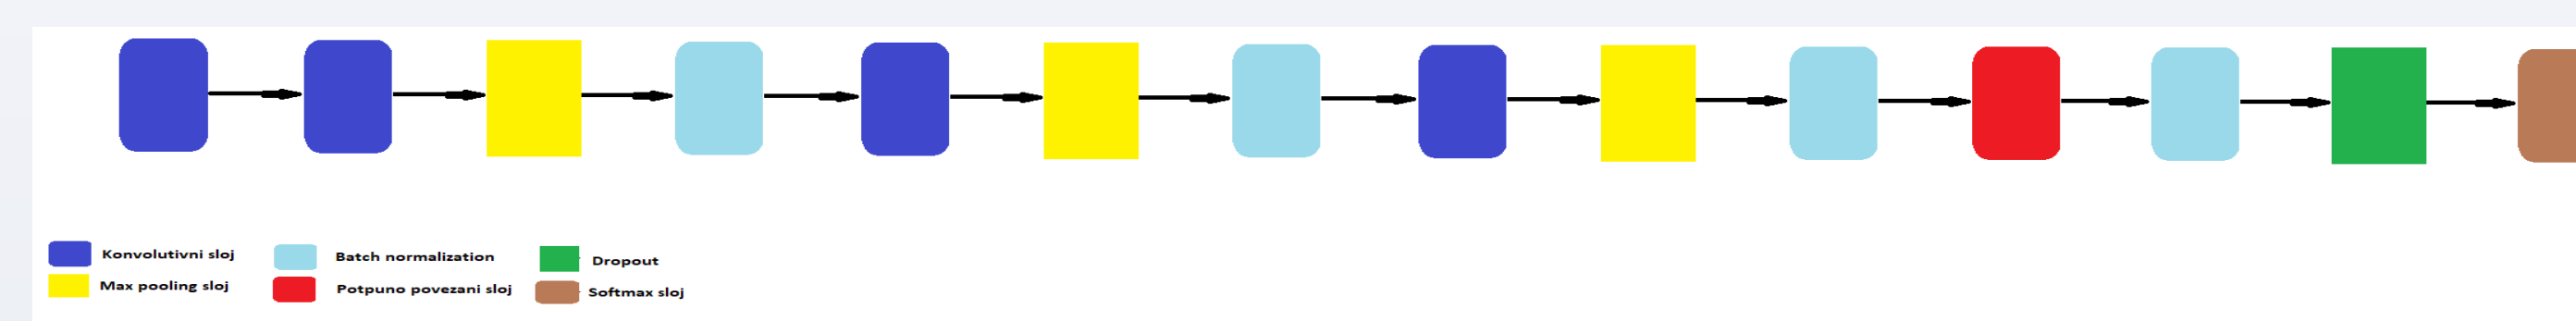 Konvolutivni sloj
Max pooling sloj
Batch normalization
Potpuno povezani sloj
Dropout
Softmax sloj